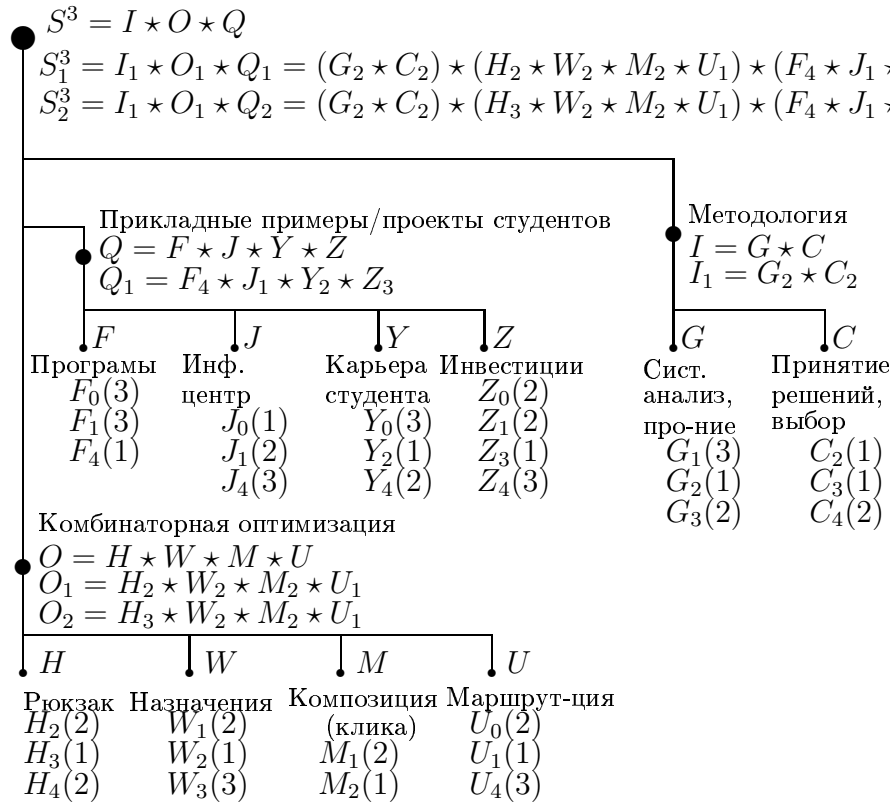 S^3 = I ⋆ O ⋆ Q
S_1^3 = I_1 ⋆ O_1 ⋆ Q_1 = (G_2 ⋆ C_2) ⋆ (H_2 ⋆ W_2 ⋆ M_2 ⋆ U_1) ⋆ (F_4 ⋆ J_1 ⋆
S_2^3 = I_1 ⋆ O_1 ⋆ Q_2 = (G_2 ⋆ C_2) ⋆ (H_3 ⋆ W_2 ⋆ M_2 ⋆ U_1) ⋆ (F_4 ⋆ J_1 ⋆
Прикладные примеры/проекты студентов
Q = F ⋆ J ⋆ Y ⋆ Z
Q_1 = F_4 ⋆ J_1 ⋆ Y_2 ⋆ Z_3
Методология
I = G ⋆ C
I_1 = G_2 ⋆ C_2
F
Програмы
F_0(3)
F_1(3)
F_4(1)
J
Инф.
центр
J_0(1)
J_1(2)
J_4(3)
Y
Карьера
студента
Y_0(3)
Y_2(1)
Y_4(2)
Z
Инвестиции
Z_0(2)
Z_1(2)
Z_3(1)
Z_4(3)
G
Сист.
анализ,
про-ние
G_1(3)
G_2(1)
G_3(2)
C
Принятие
решений,
выбор
C_2(1)
C_3(1)
C_4(2)
Комбинаторная оптимизация
O = H ⋆ W ⋆ M ⋆ U
O_1 = H_2 ⋆ W_2 ⋆ M_2 ⋆ U_1
O_2 = H_3 ⋆ W_2 ⋆ M_2 ⋆ U_1
H
Рюкзак
H_2(2)
H_3(1)
H_4(2)
W
Назначения
W_1(2)
W_2(1)
W_3(3)
M
Композиция
(клика)
M_1(2)
M_2(1)
U
Маршрут-ция
U_0(2)
U_1(1)
U_4(3)